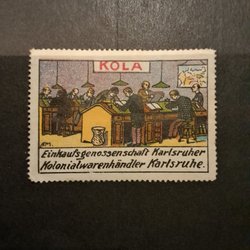 KOLA
Einkaufsgenossenschaft Karlsruher
Kolonialwarenhändler Karlsruhe.